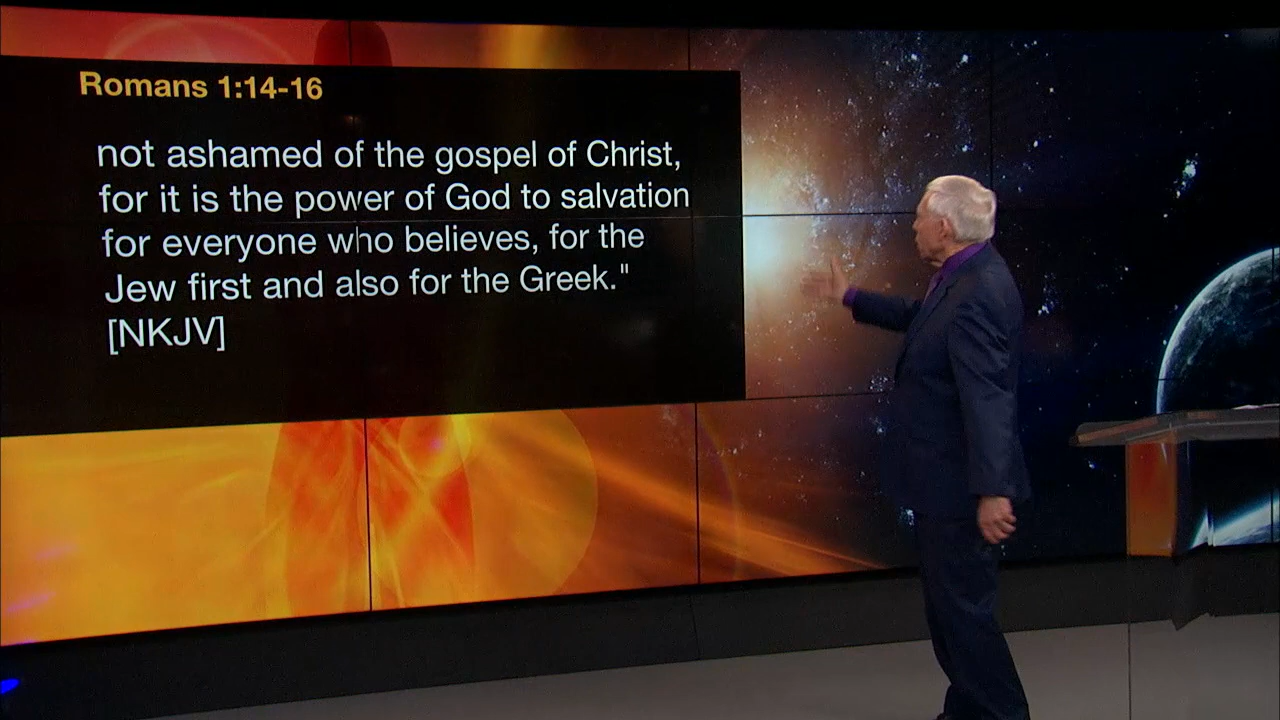 Romans 1:14-16
not ashamed of the gospel of Christ,
for it is the power of God to salvation
for everyone who believes, for the
Jew first and also for the Greek."
[NKJV]